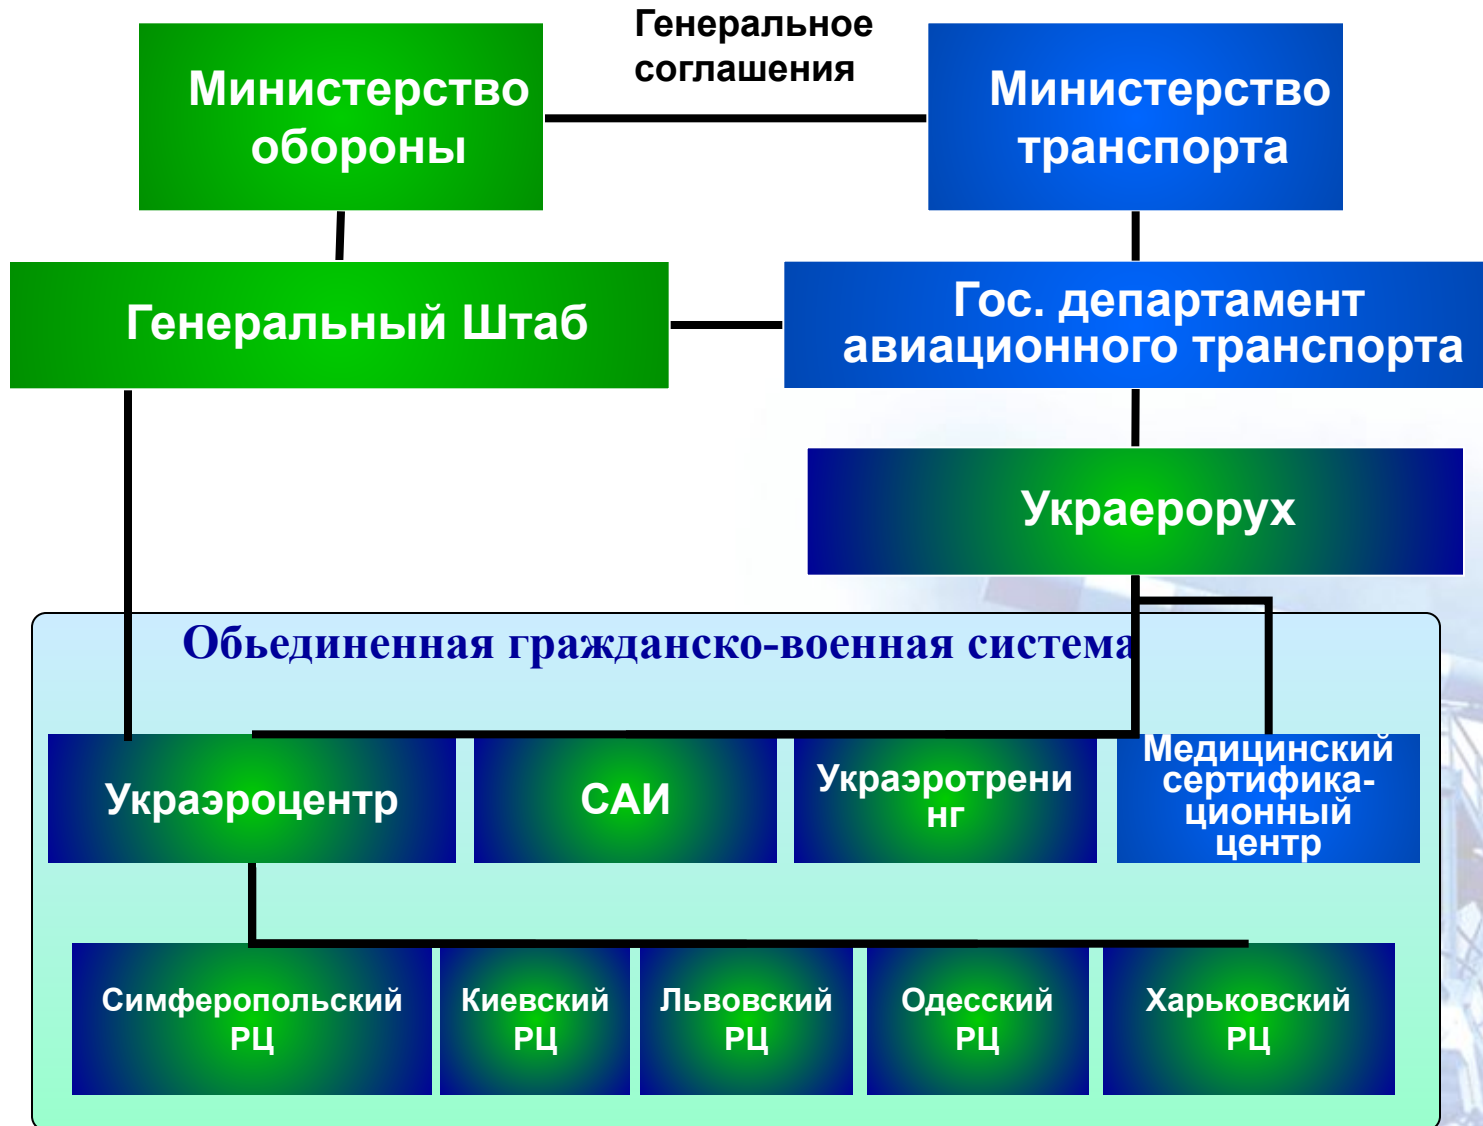 Генеральное
соглашения
Министерство
обороны
Министерство
транспорта
Генеральный Штаб
Гос. департамент
авиационного транспорта
Украерорух
Обьединенная гражданско-военная система
Украэроцентр
САИ
Украэротрени
нг
Медицинский
сертифика-
ционный
центр
Симферопольский
РЦ
Киевский
РЦ
Львовский
РЦ
Одесский
РЦ
Харьковский
РЦ